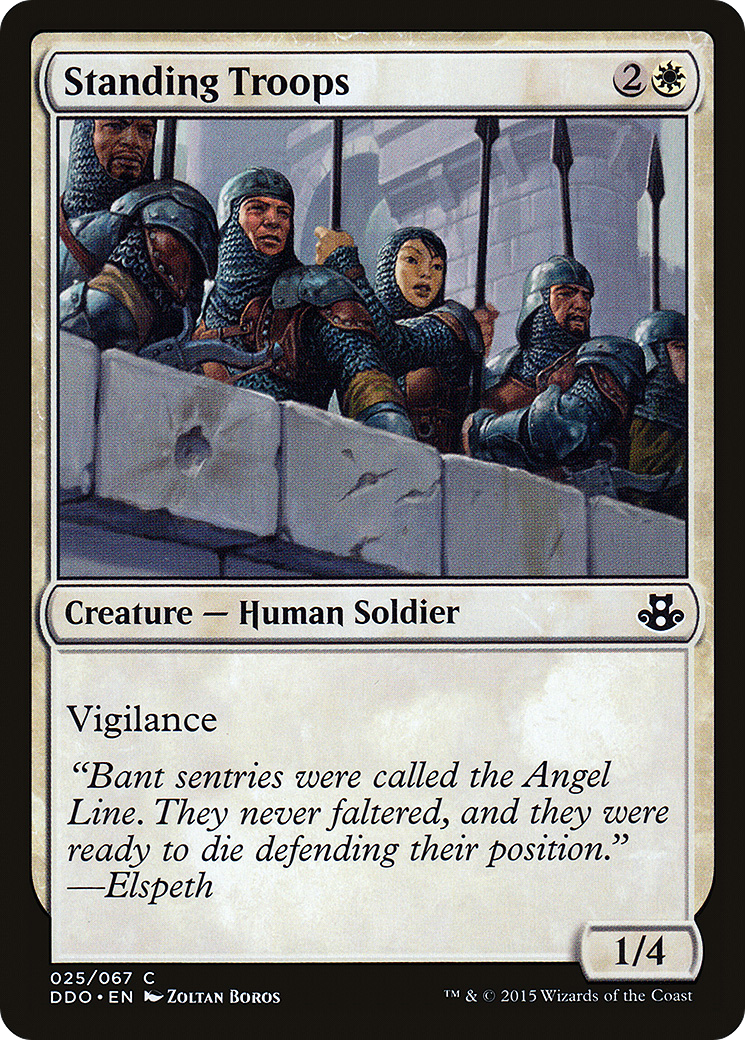 Standing Troops
2
Creature — Human Soldier
Vigilance
“Bant sentries were called the Angel
Line. They never faltered, and they were
ready to die defending their position.”
—Elspeth
1/4
025/067 C
DDO • EN Zoltan Boros
™ & © 2015 Wizards of the Coast